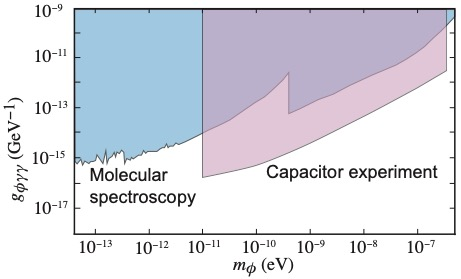 10⁻⁹
10⁻¹¹
10⁻¹³
10⁻¹⁵
10⁻¹⁷
g_ϕγγ (GeV⁻¹)
Molecular
spectroscopy
Capacitor experiment
10⁻¹³ 10⁻¹² 10⁻¹¹ 10⁻¹⁰ 10⁻⁹ 10⁻⁸ 10⁻⁷
m_ϕ (eV)